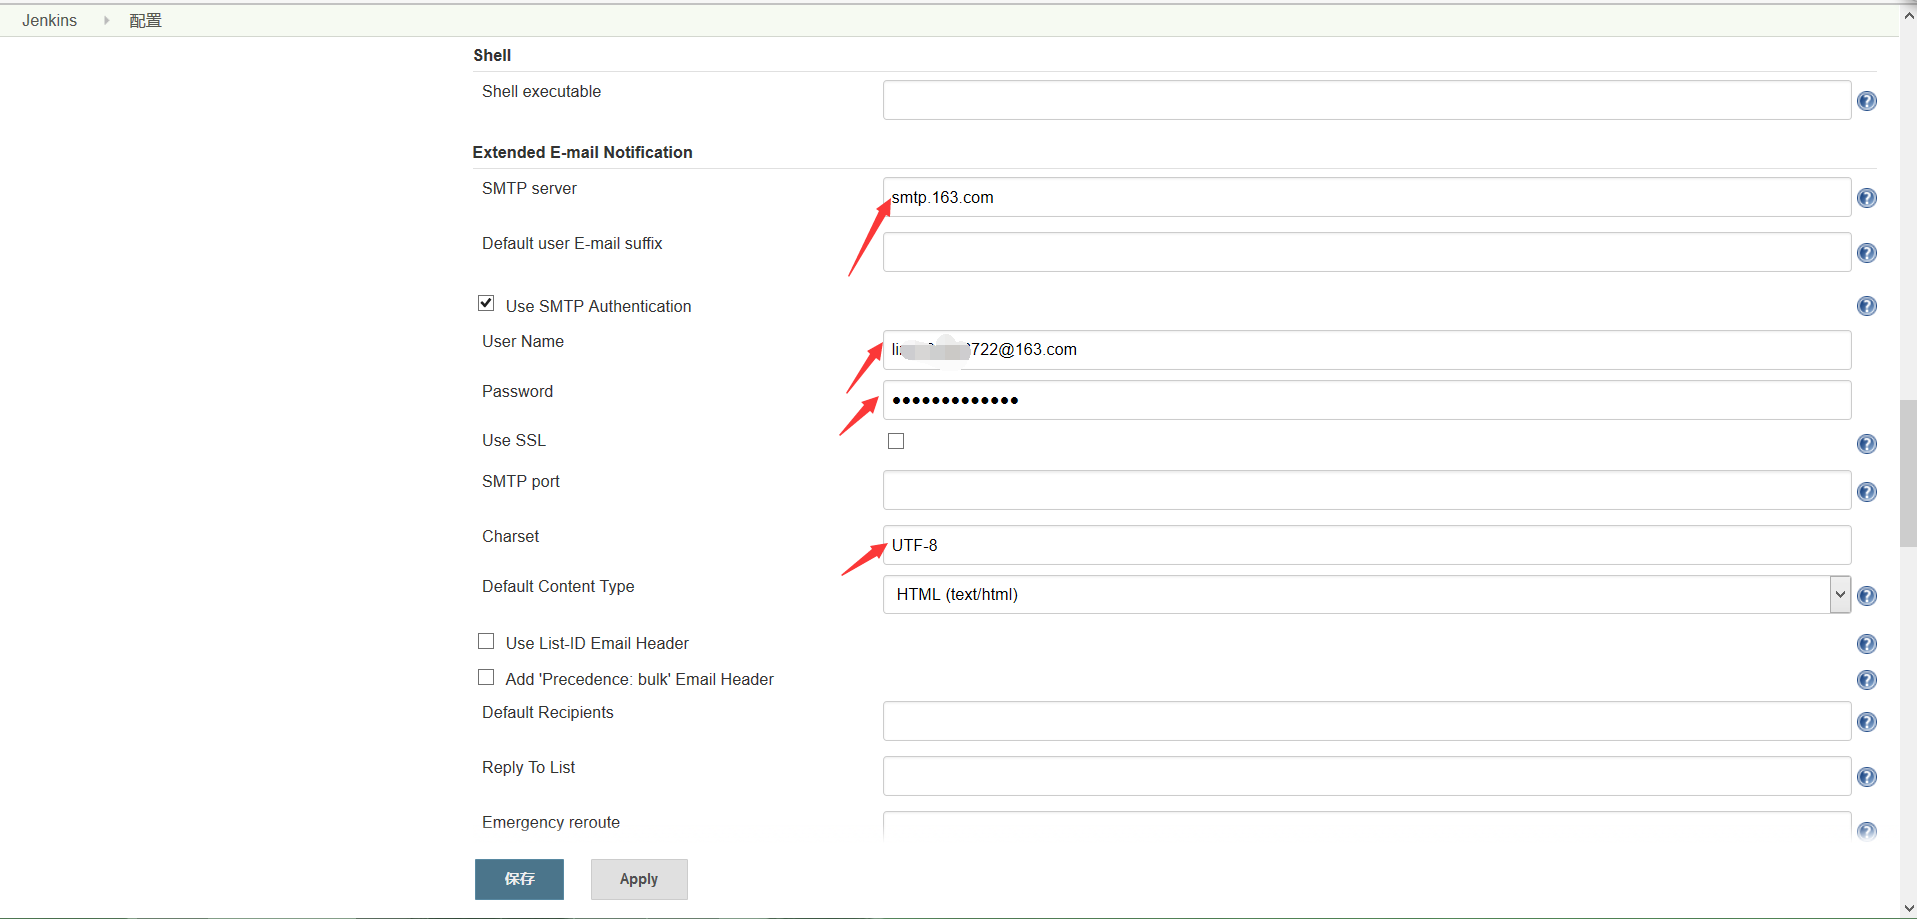 Jenkins 配置
Shell
Shell executable
Extended E-mail Notification
SMTP server
smtp.163.com
Default user E-mail suffix
Use SMTP Authentication
User Name
722@163.com
Password
•••••••••••••
Use SSL
SMTP port
Charset
UTF-8
Default Content Type
HTML (text/html)
Use List-ID Email Header
Add 'Precedence: bulk' Email Header
Default Recipients
Reply To List
Emergency reroute
保存 Apply